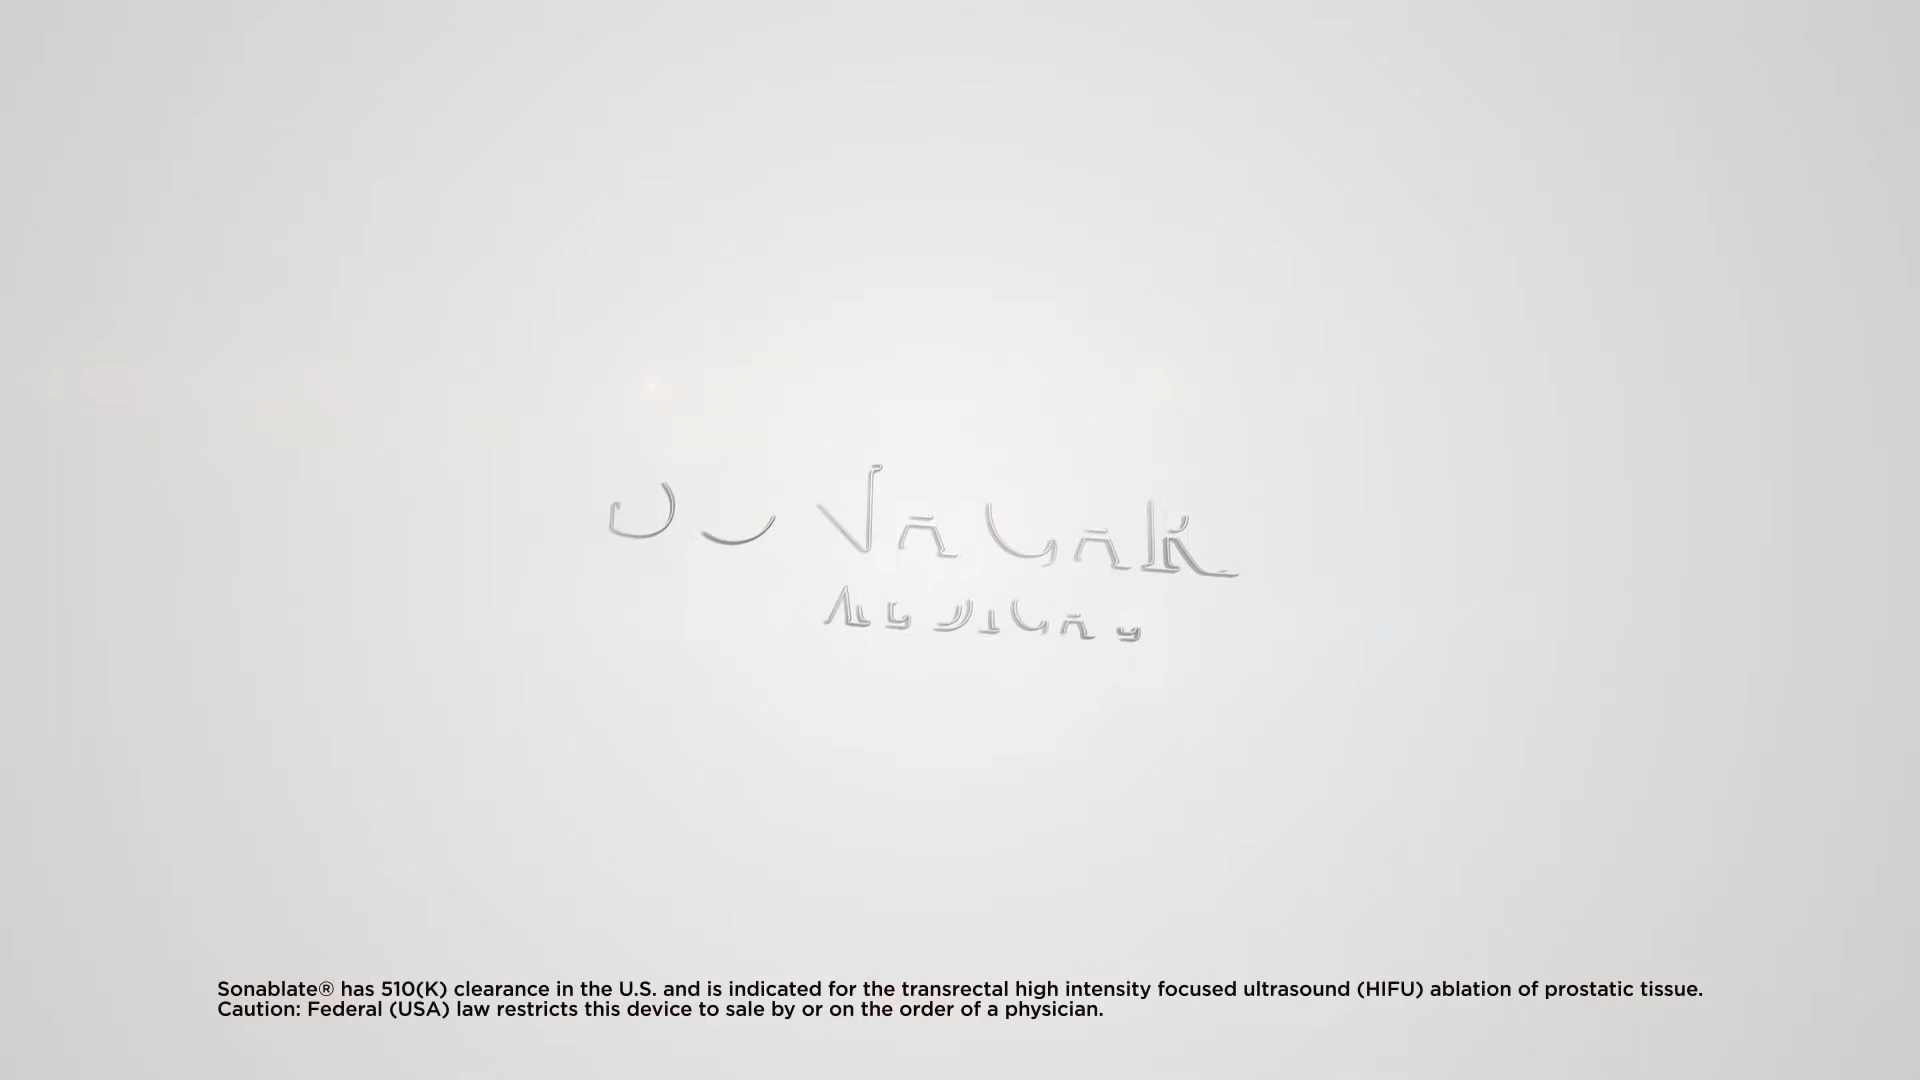 Sonablate® has 510(K) clearance in the U.S. and is indicated for the transrectal high intensity focused ultrasound (HIFU) ablation of prostatic tissue.
Caution: Federal (USA) law restricts this device to sale by or on the order of a physician.